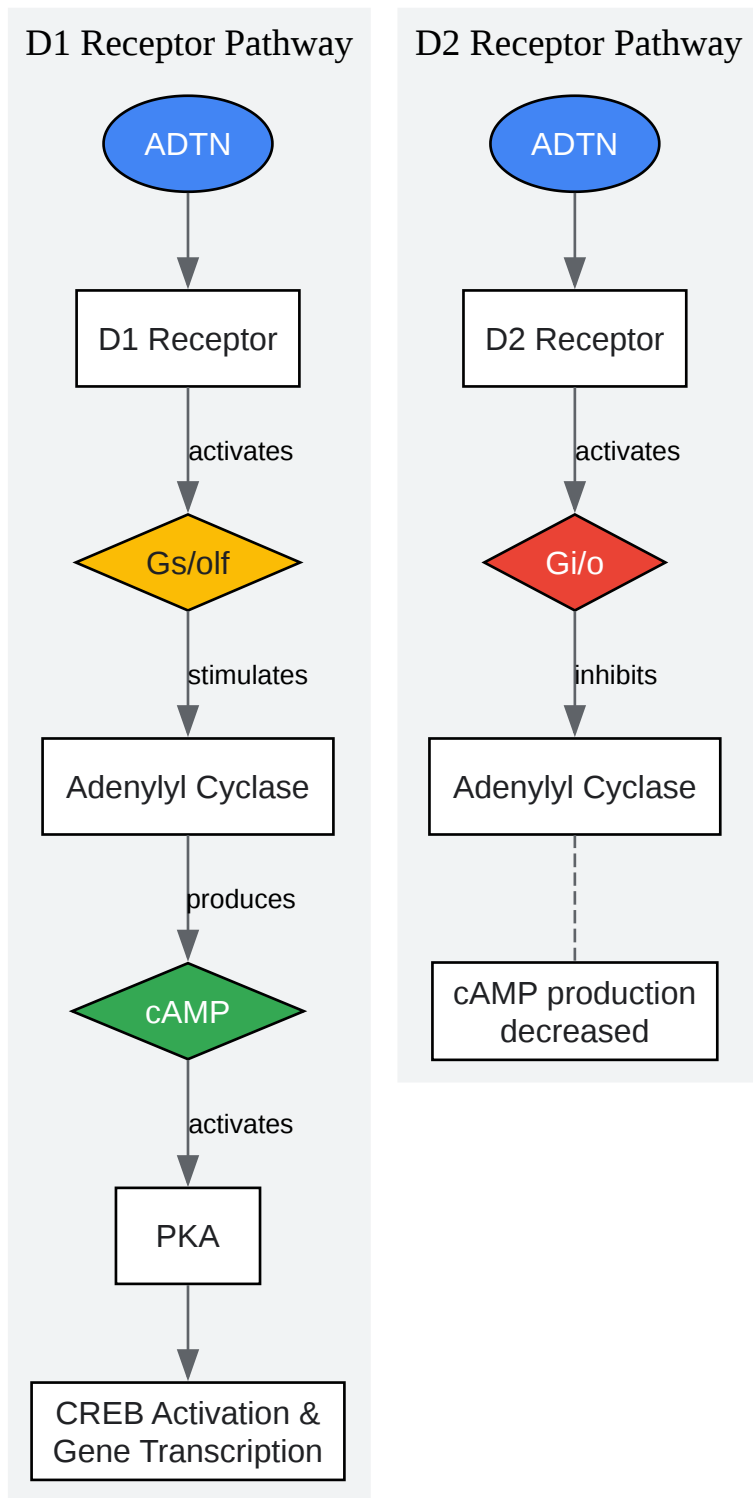 D1 Receptor Pathway
ADTN
D1 Receptor
activates
Gs/olf
stimulates
Adenylyl Cyclase
produces
cAMP
activates
PKA
CREB Activation &
Gene Transcription
D2 Receptor Pathway
ADTN
D2 Receptor
activates
Gi/o
inhibits
Adenylyl Cyclase
cAMP production
decreased